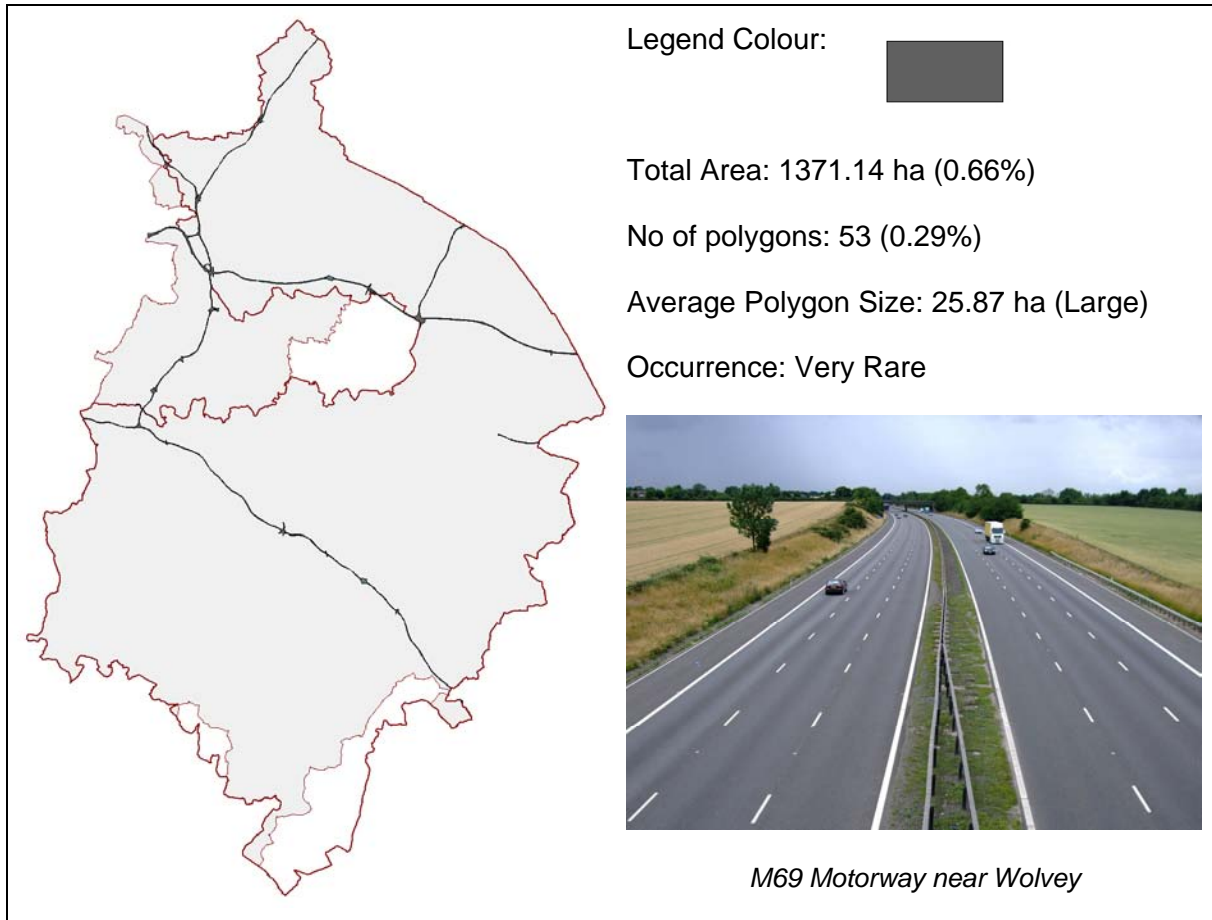 Legend Colour:
Total Area: 1371.14 ha (0.66%)
No of polygons: 53 (0.29%)
Average Polygon Size: 25.87 ha (Large)
Occurrence: Very Rare
M69 Motorway near Wolvey